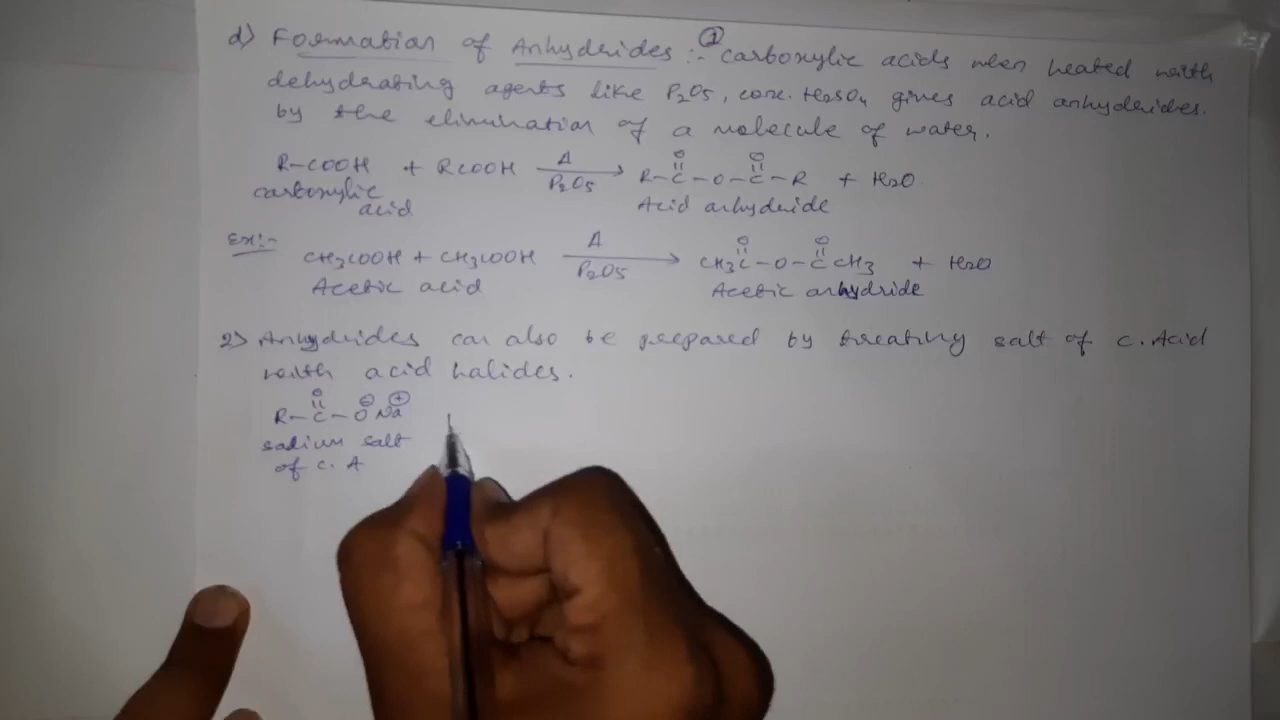 d) Formation of Anhydrides :- ① carboxylic acids when heated with
dehydrating agents like P2O5, conc. H2SO4 gives acid anhydrides.
by the elimination of a molecule of water.
R-COOH + RCOOH Δ P2O5 → R-C(=O)-O-C(=O)-R + H2O
carboxylic acid Acid anhydride
Ex:- CH3COOH + CH3COOH Δ P2O5 → CH3C(=O)-O-C(=O)CH3 + H2O
Acetic acid Acetic anhydride
2) Anhydrides can also be prepared by treating salt of C. Acid
with acid halides.
R-C(=O)-O⊖ Na⊕
sodium salt
of C. A